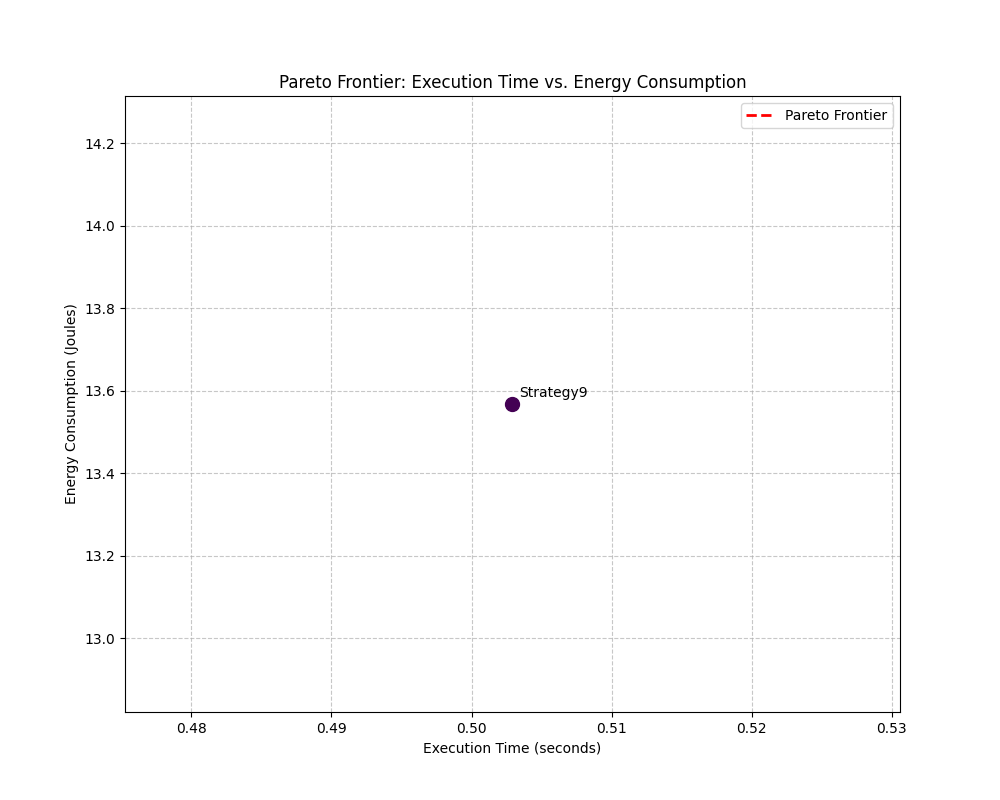 Pareto Frontier: Execution Time vs. Energy Consumption
Pareto Frontier
14.2
14.0
13.8
13.6
13.4
13.2
13.0
Energy Consumption (Joules)
Strategy9
0.48
0.49
0.50
0.51
0.52
0.53
Execution Time (seconds)